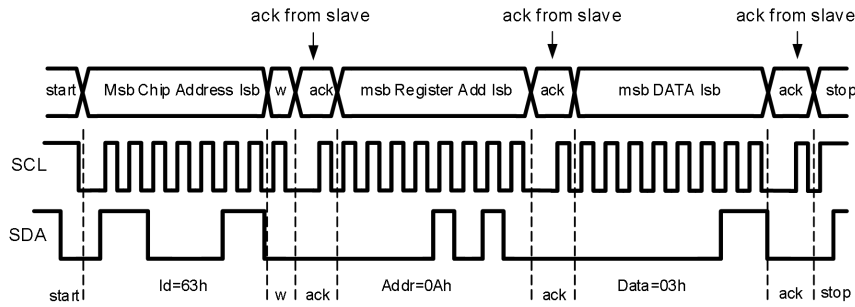 ack from slave ack from slave ack from slave
start Msb Chip Address lsb w ack msb Register Add lsb ack msb DATA lsb ack stop
SCL
SDA
Id=63h Addr=0Ah Data=03h
start w ack ack ack stop